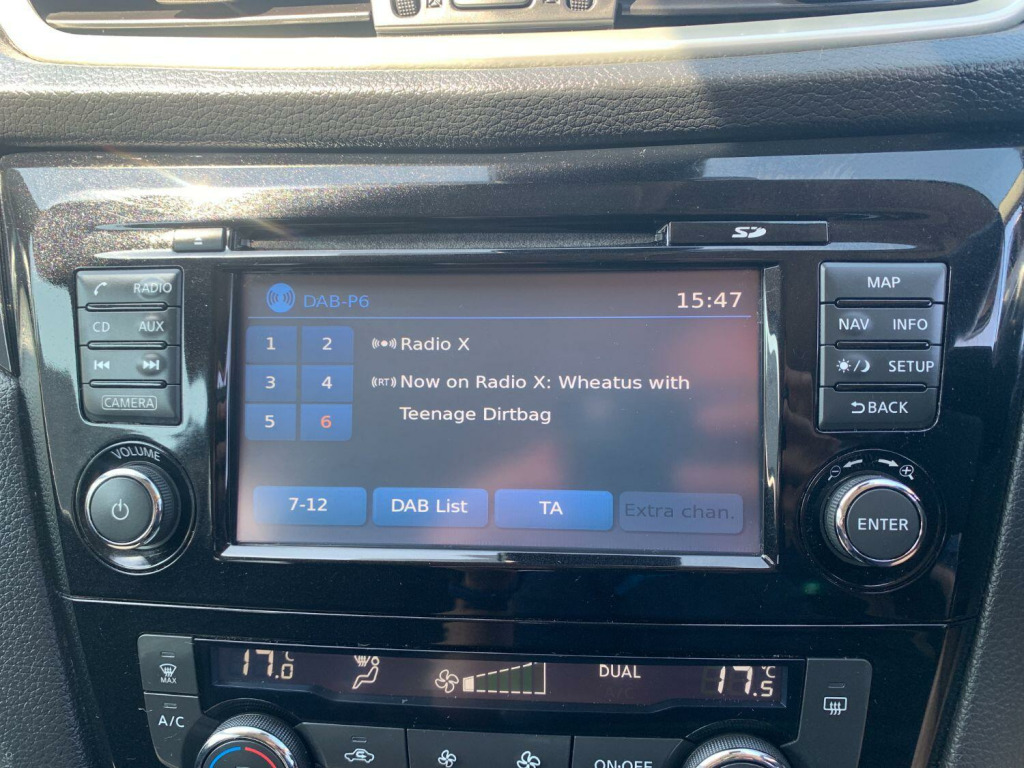 SD
RADIO
CD AUX
CAMERA
VOLUME
DAB-P6 15:47
1 2
3 4
5 6
Radio X
(RT) Now on Radio X: Wheatus with
Teenage Dirtbag
7-12 DAB List TA Extra chan.
MAP
NAV INFO
SETUP
BACK
ENTER
MAX
A/C
17.0°C
DUAL
17.5°C
ON·OFF